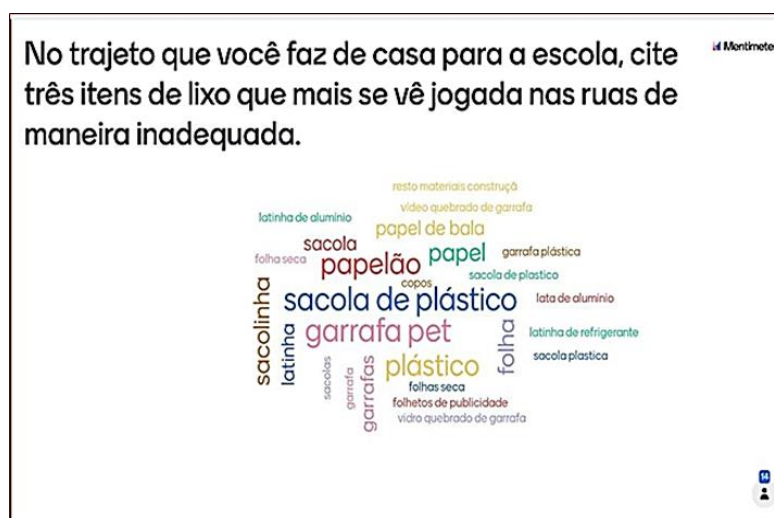 No trajeto que você faz de casa para a escola, cite
três itens de lixo que mais se vê jogada nas ruas de
maneira inadequada.
Mentimeter
resto materiais construçã
vídeo quebrado de garrafa
latinha de alumínio
papel de bala
sacola
papel
garrafa plástica
folha seca
papelão
sacola de plastico
copos
sacolinha
sacola de plástico
lata de alumínio
latinha
garrafa pet
folha
latinha de refrigerante
sacola plastica
sacolas
garrafa
garrafas
plástico
folhas seca
folhetos de publicidade
vidro quebrado de garrafa
14